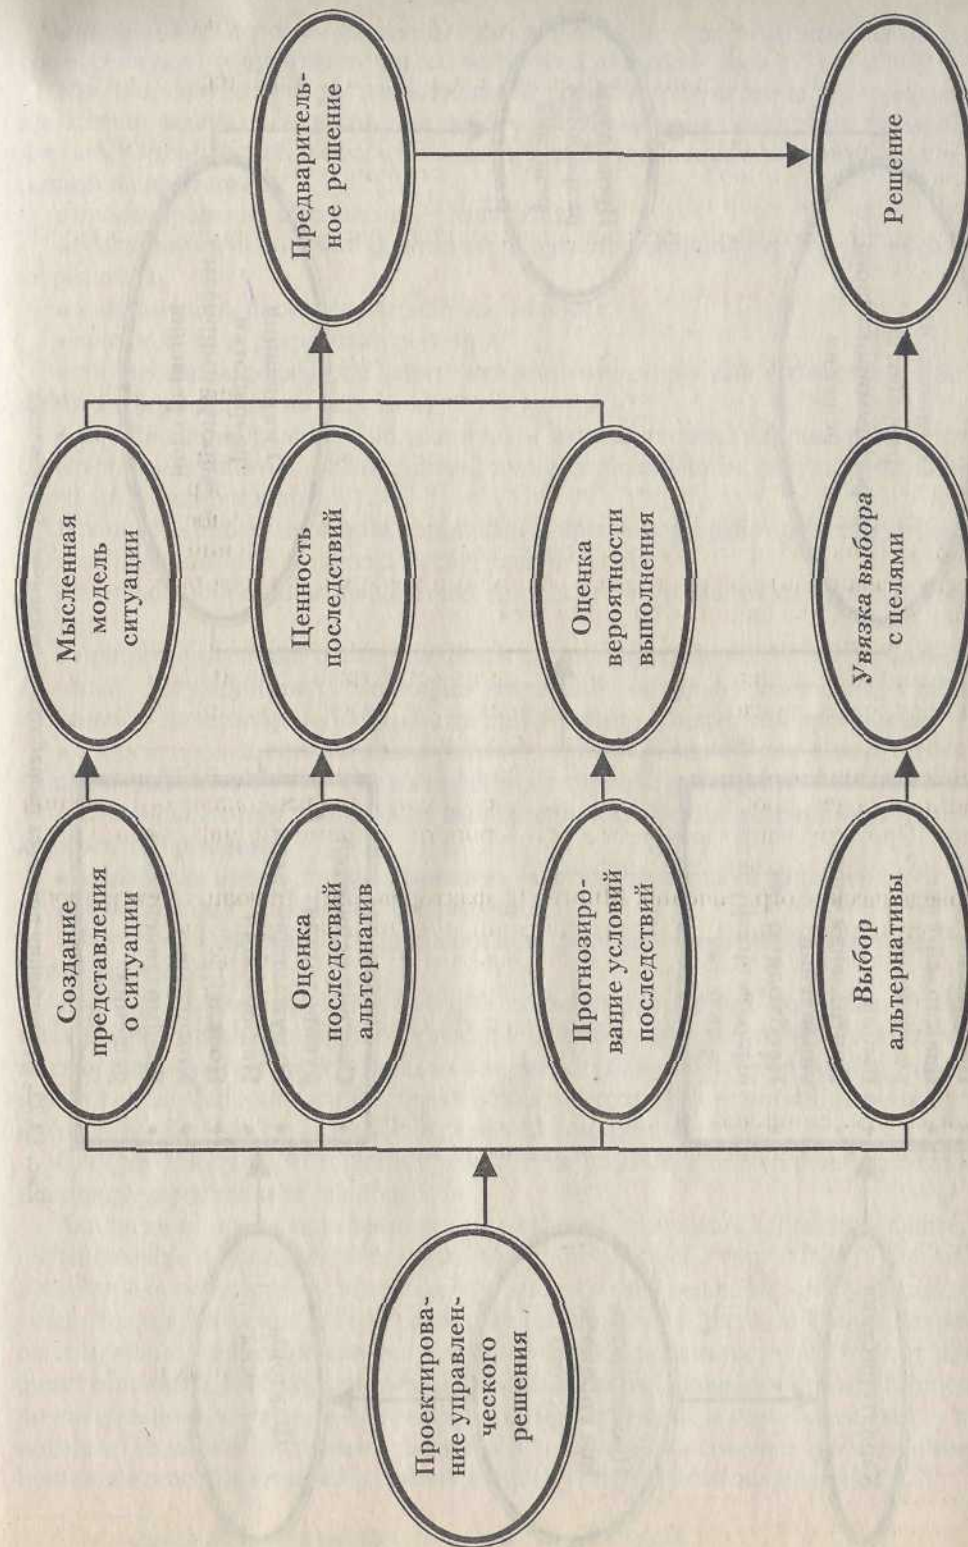 Проектирова-
ние управлен-
ческого
решения
Создание
представления
о ситуации
Мысленная
модель
ситуации
Оценка
последствий
альтернатив
Ценность
последствий
Предваритель-
ное решение
Прогнозиро-
вание условий
последствий
Оценка
вероятности
выполнения
Выбор
альтернативы
Увязка выбора
с целями
Решение